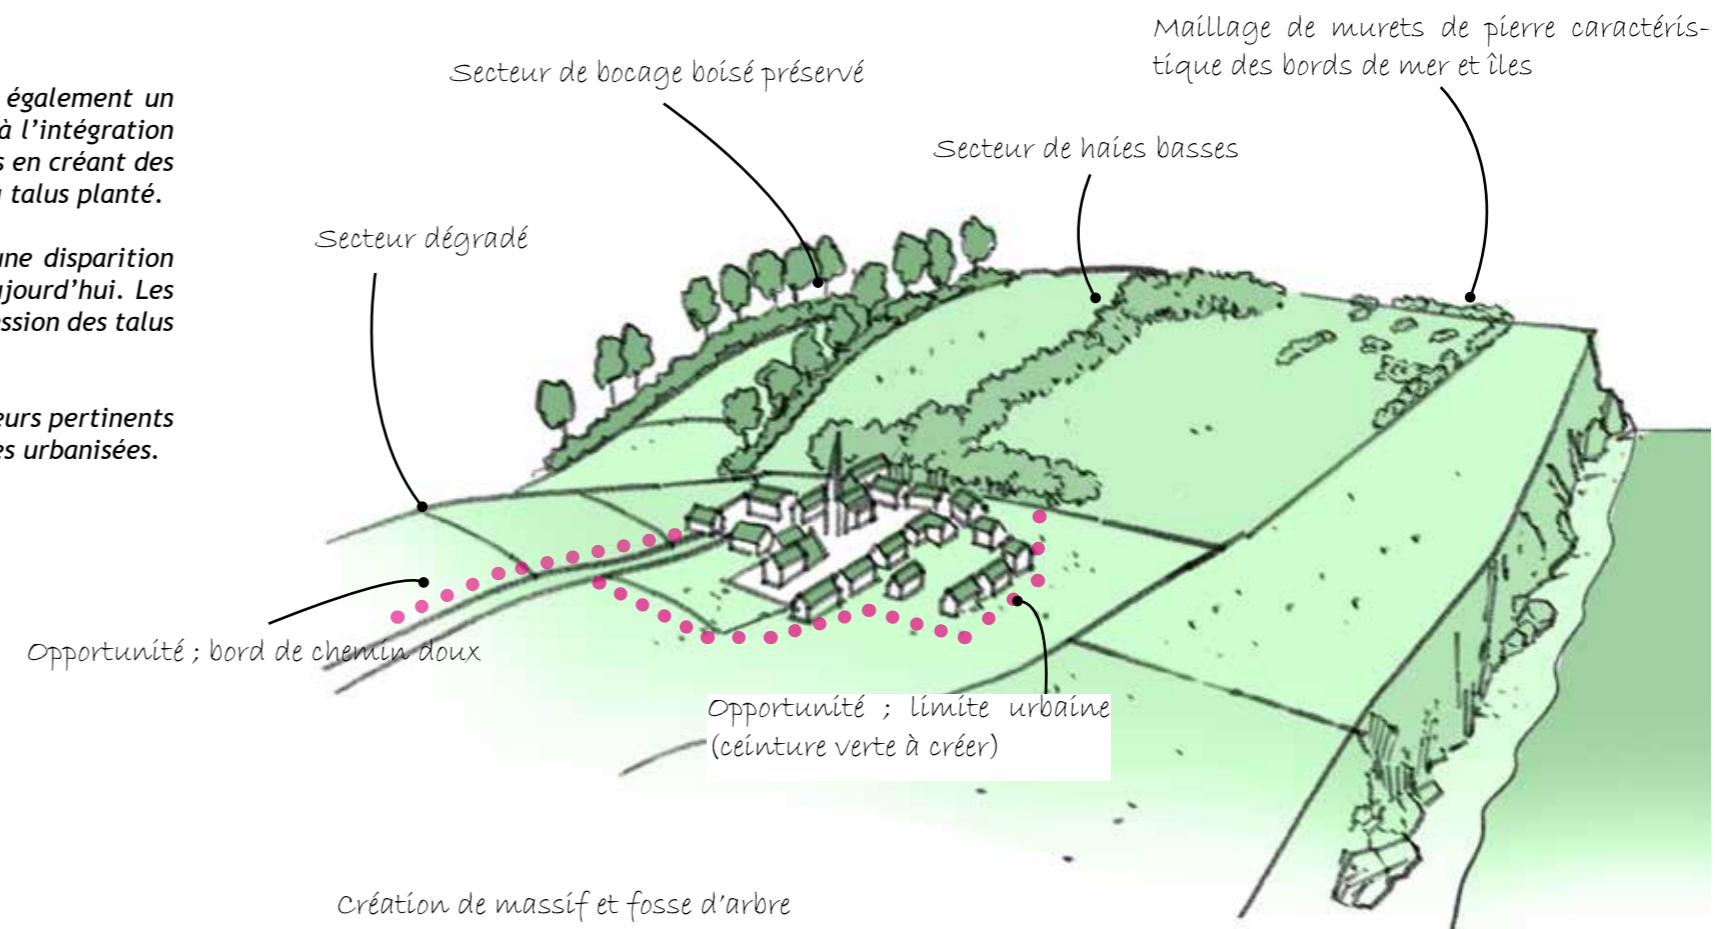 également un
à l'intégration
s en créant des
talus planté.
une disparition
jourd'hui. Les
ession des talus
eurs pertinents
es urbanisées.
Secteur de bocage boisé préservé
Maillage de murets de pierre caractéris-
tique des bords de mer et îles
Secteur de haies basses
Secteur dégradé
Opportunité ; bord de chemin doux
Opportunité ; limite urbaine
(ceinture verte à créer)
Création de massif et fosse d'arbre